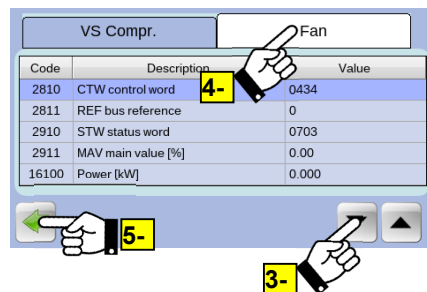 VS Compr. Fan
Code Description Value
2810 CTW control word 0434
2811 REF bus reference 0
2910 STW status word 0703
2911 MAV main value [%] 0.00
16100 Power [kW] 0.000
4-
5-
3-